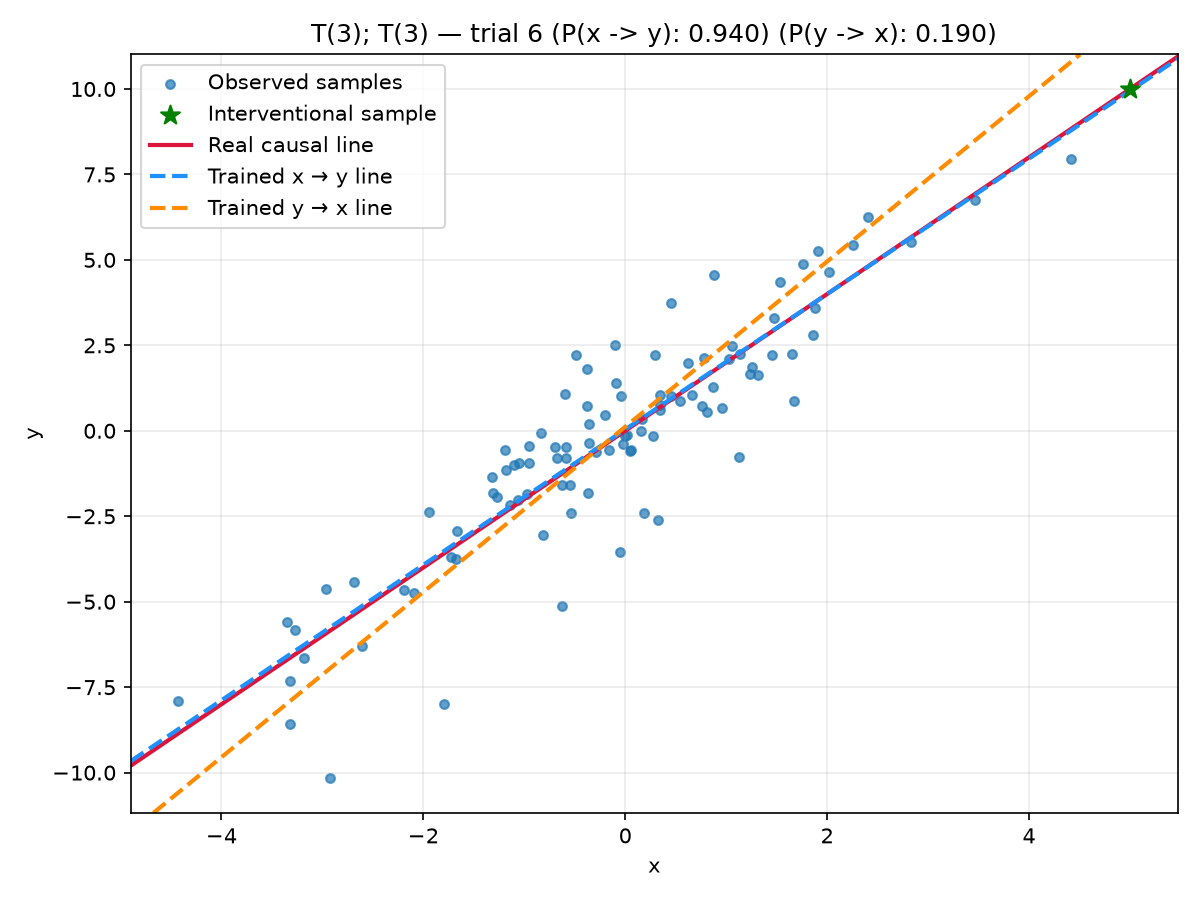 T(3); T(3) — trial 6 (P(x -> y): 0.940) (P(y -> x): 0.190)
Observed samples
Interventional sample
Real causal line
Trained x → y line
Trained y → x line
10.0
7.5
5.0
2.5
0.0
−2.5
−5.0
−7.5
−10.0
y
−4
−2
0
2
4
x